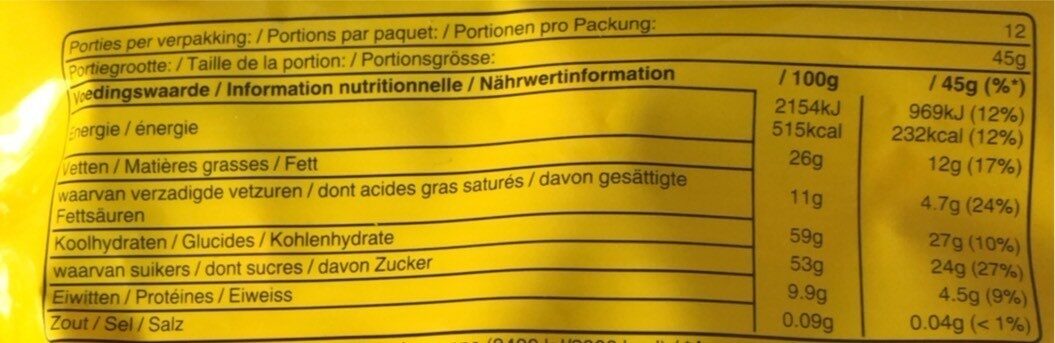 Porties per verpakking: / Portions par paquet: / Portionen pro Packung: 12
Portiegrootte: / Taille de la portion: / Portionsgrösse: 45g
Voedingswaarde / Information nutritionnelle / Nährwertinformation / 100g / 45g (%*)
Energie / énergie 2154kJ 969kJ (12%)
515kcal 232kcal (12%)
Vetten / Matières grasses / Fett 26g 12g (17%)
waarvan verzadigde vetzuren / dont acides gras saturés / davon gesättigte
Fettsäuren 11g 4.7g (24%)
Koolhydraten / Glucides / Kohlenhydrate 59g 27g (10%)
waarvan suikers / dont sucres / davon Zucker 53g 24g (27%)
Eiwitten / Protéines / Eiweiss 9.9g 4.5g (9%)
Zout / Sel / Salz 0.09g 0.04g (< 1%)